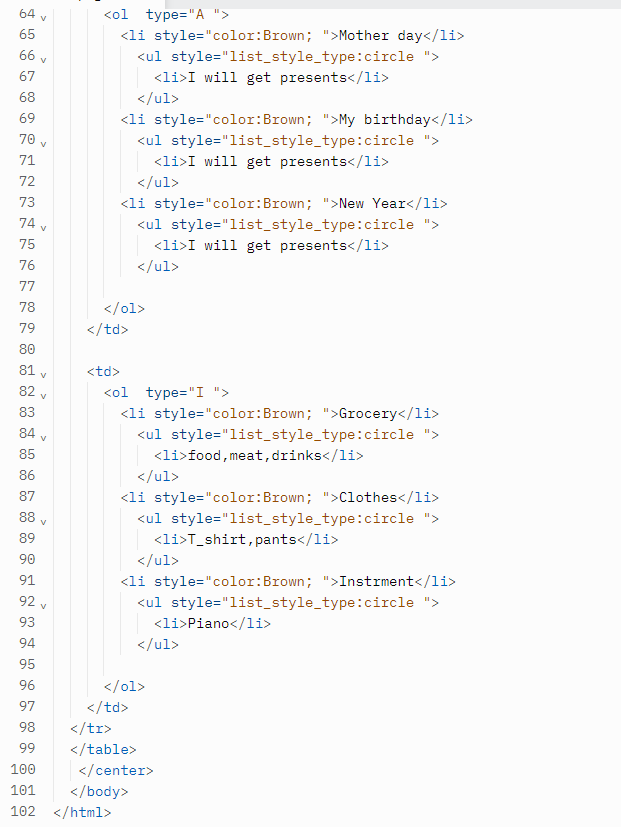 64 <ol  type="A ">
65 <li style="color:Brown; ">Mother day</li>
66 <ul style="list_style_type:circle ">
67 <li>I will get presents</li>
68 </ul>
69 <li style="color:Brown; ">My birthday</li>
70 <ul style="list_style_type:circle ">
71 <li>I will get presents</li>
72 </ul>
73 <li style="color:Brown; ">New Year</li>
74 <ul style="list_style_type:circle ">
75 <li>I will get presents</li>
76 </ul>
77
78 </ol>
79 </td>
80
81 <td>
82 <ol  type="I ">
83 <li style="color:Brown; ">Grocery</li>
84 <ul style="list_style_type:circle ">
85 <li>food,meat,drinks</li>
86 </ul>
87 <li style="color:Brown; ">Clothes</li>
88 <ul style="list_style_type:circle ">
89 <li>T_shirt,pants</li>
90 </ul>
91 <li style="color:Brown; ">Instrment</li>
92 <ul style="list_style_type:circle ">
93 <li>Piano</li>
94 </ul>
95
96 </ol>
97 </td>
98 </tr>
99 </table>
100 </center>
101 </body>
102 </html>